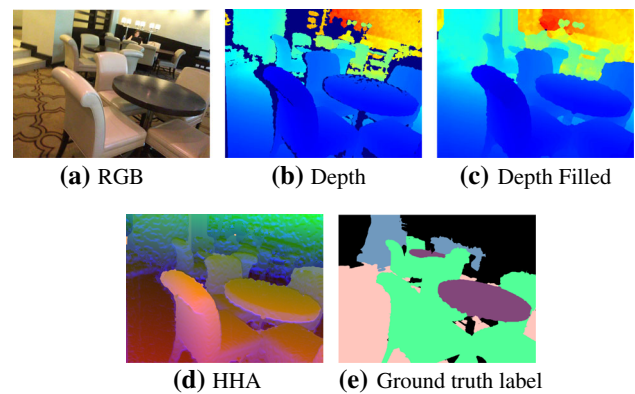 (a) RGB
(b) Depth
(c) Depth Filled
(d) HHA
(e) Ground truth label